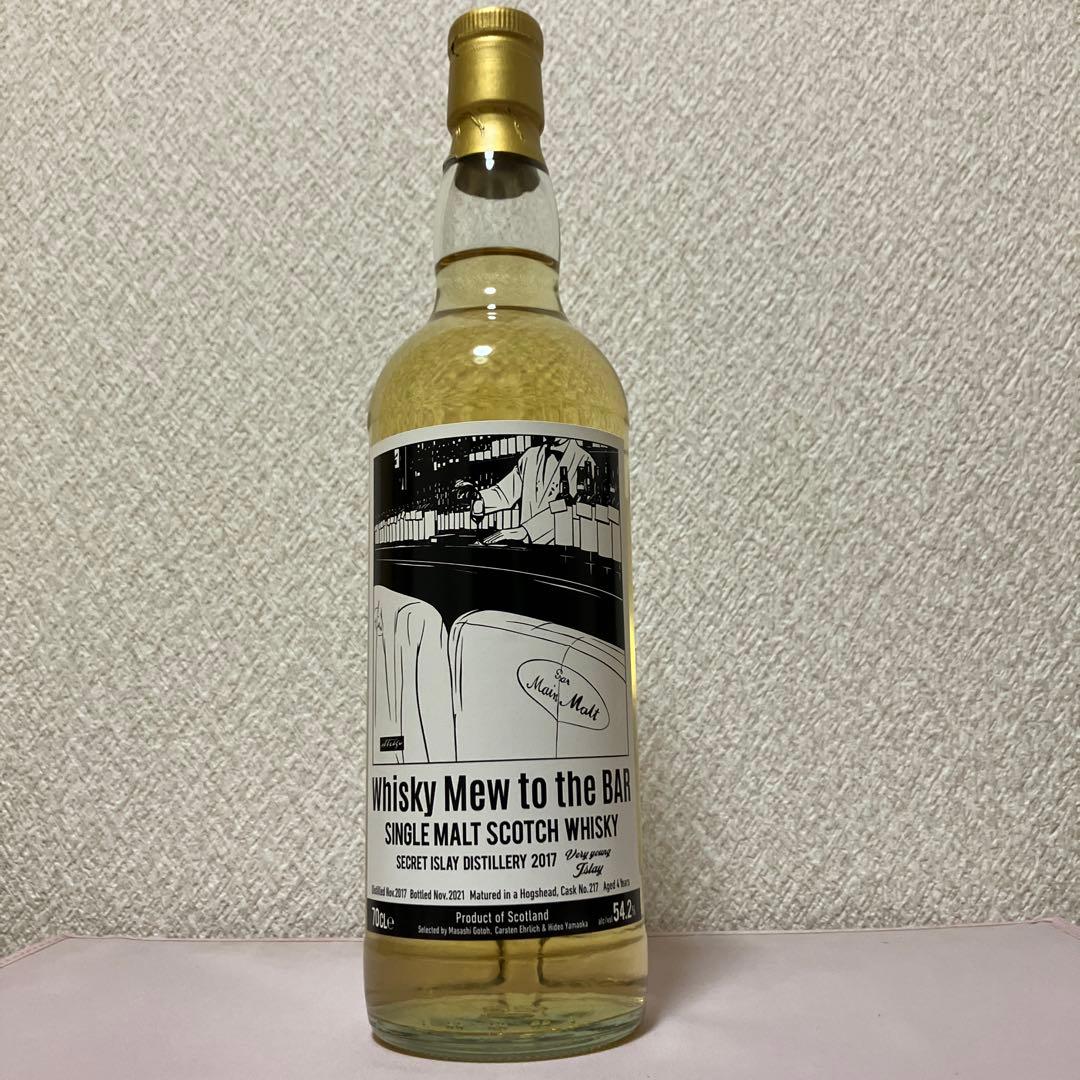 Bar
Main Malt
Whisky Mew to the BAR
SINGLE MALT SCOTCH WHISKY
SECRET ISLAY DISTILLERY 2017 Very young Islay
Distilled Nov.2017 Bottled Nov.2021 Matured in a Hogshead, Cask No.217 Aged 4 Years
70CL℮ Product of Scotland alc/vol 54.2%
Selected by Masashi Gotoh, Carsten Ehrlich & Hideo Yamaoka